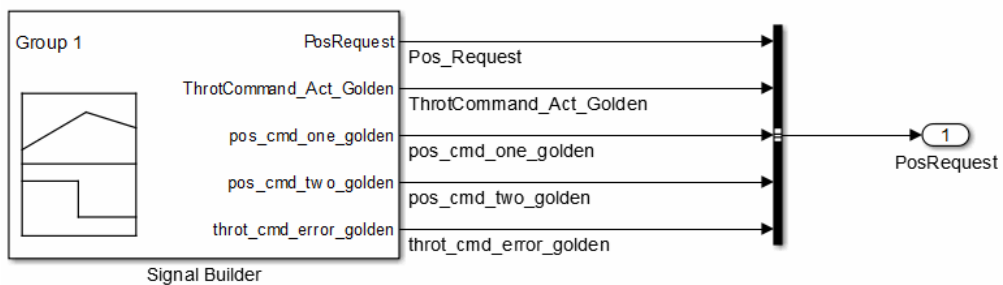 Group 1
PosRequest
Pos_Request
ThrotCommand_Act_Golden
ThrotCommand_Act_Golden
pos_cmd_one_golden
pos_cmd_one_golden
pos_cmd_two_golden
pos_cmd_two_golden
throt_cmd_error_golden
throt_cmd_error_golden
Signal Builder
1
PosRequest